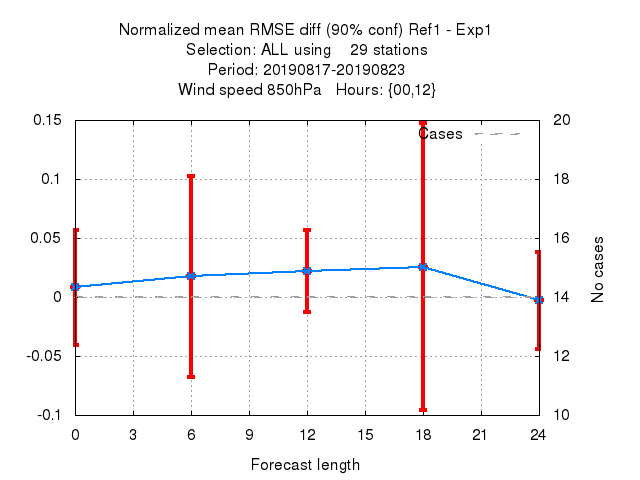 Normalized mean RMSE diff (90% conf) Ref1 - Exp1
Selection: ALL using    29 stations
Period: 20190817-20190823
Wind speed 850hPa   Hours: {00,12}
0.15
0.1
0.05
0
-0.05
-0.1
Cases
20
18
16
14
12
10
No cases
0 3 6 9 12 15 18 21 24
Forecast length